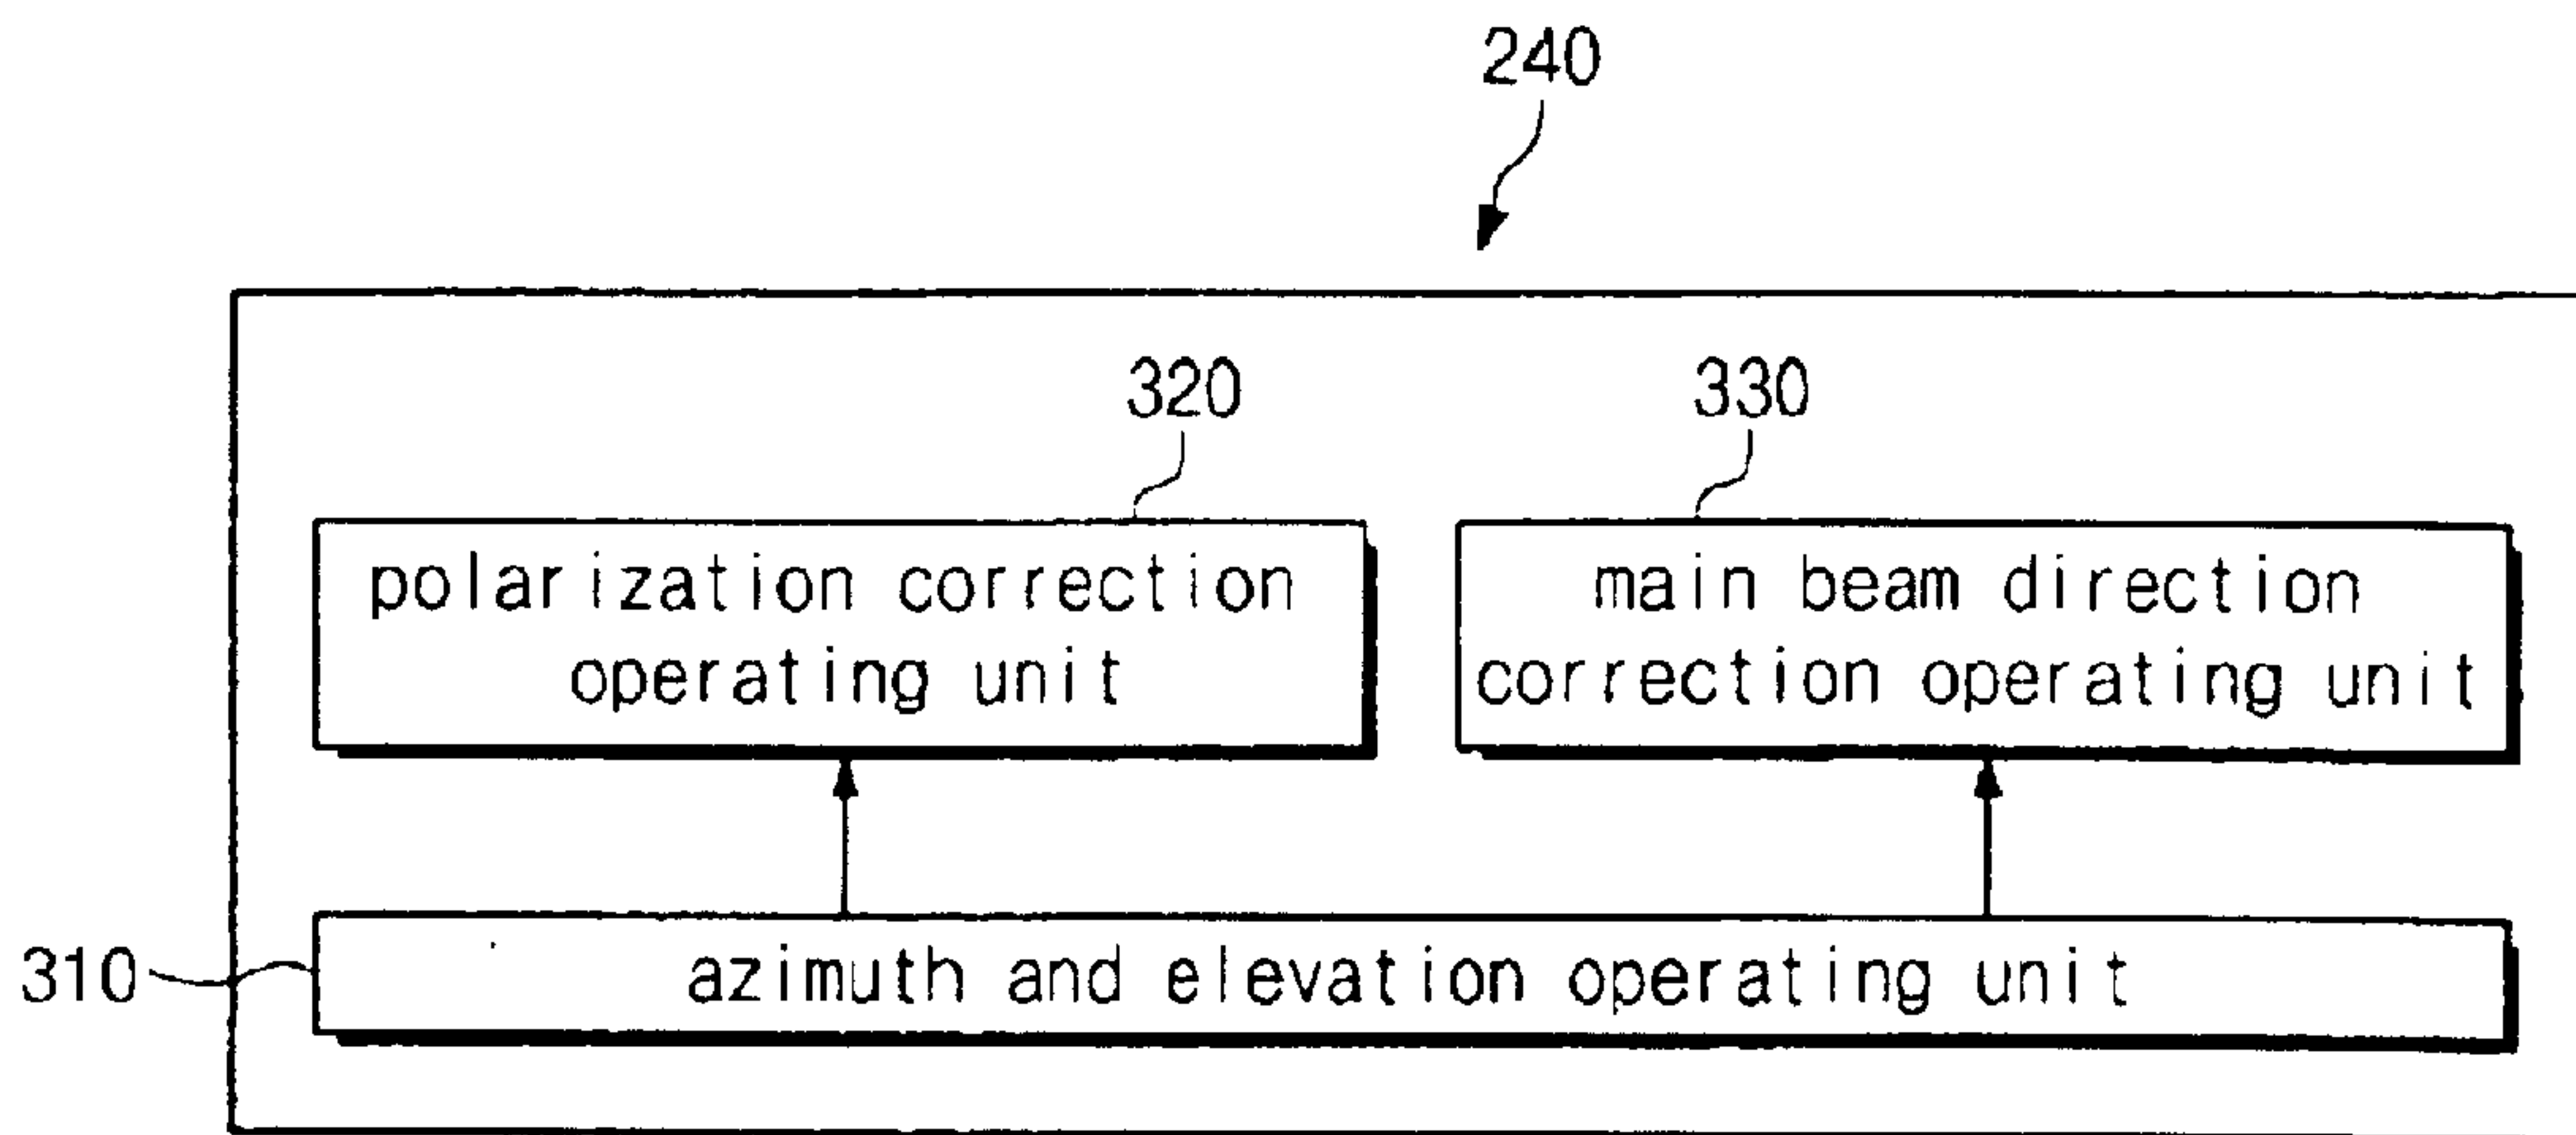 240
320
330
polarization correction
operating unit
main beam direction
correction operating unit
310
azimuth and elevation operating unit